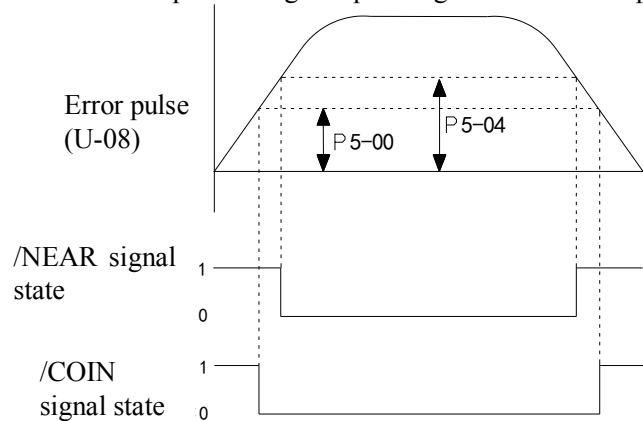 Error pulse
(U-08)
P5-00
P5-04
/NEAR signal
state
1
0
/COIN
signal state
1
0